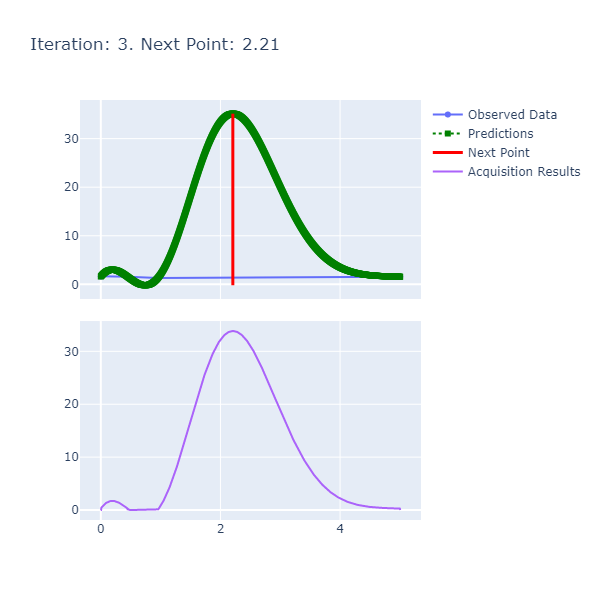 Iteration: 3. Next Point: 2.21
Observed Data
Predictions
Next Point
Acquisition Results
30
20
10
0
30
20
10
0
0 2 4